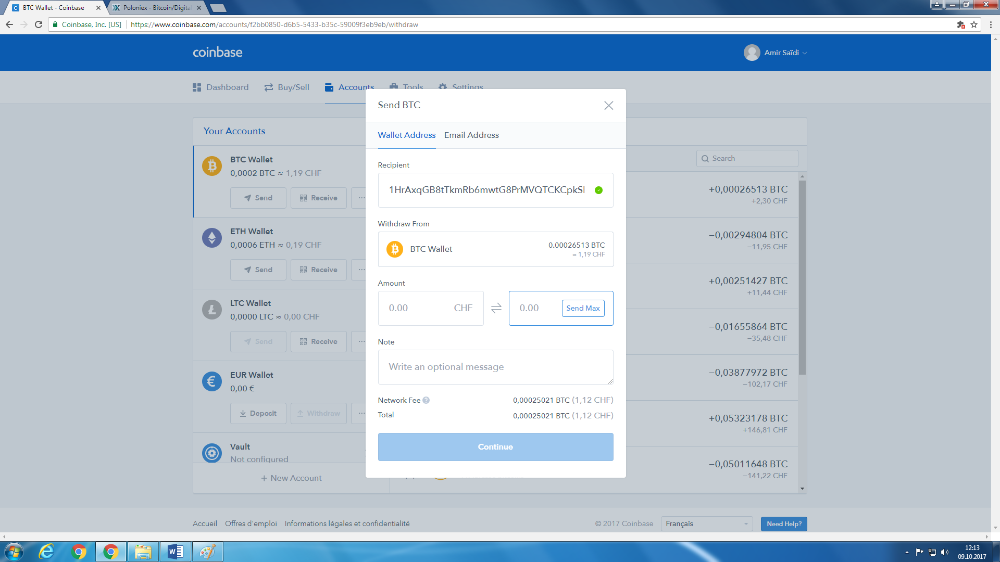 BTC Wallet - Coinbase
Poloniex - Bitcoin/Digital
Coinbase, Inc. [US]
https://www.coinbase.com/accounts/f2bb0850-d6b5-5433-b35c-59009f3eb9eb/withdraw
coinbase
Amir Saïdi
Dashboard
Buy/Sell
Accounts
Tools
Settings
Your Accounts
BTC Wallet
0,0002 BTC ≈ 1,19 CHF
Send
Receive
ETH Wallet
0,0006 ETH ≈ 0,19 CHF
Send
Receive
LTC Wallet
0,0000 LTC ≈ 0,00 CHF
Send
Receive
EUR Wallet
0,00 €
Deposit
Withdraw
Vault
Not configured
+ New Account
Send BTC
Wallet Address
Email Address
Recipient
1HrAxqGB8tTkmRb6mwtG8PrMVQTCKCpkS
Withdraw From
BTC Wallet
0.00026513 BTC
≈ 1,19 CHF
Amount
0.00 CHF
0.00 Send Max
Note
Write an optional message
Network Fee ? 0,00025021 BTC (1,12 CHF)
Total 0,00025021 BTC (1,12 CHF)
Continue
Search
+0,00026513 BTC
+2,30 CHF
−0,00294804 BTC
−11,95 CHF
+0,00251427 BTC
+11,44 CHF
−0,01655864 BTC
−35,48 CHF
−0,03877972 BTC
−102,17 CHF
+0,05323178 BTC
+146,81 CHF
−0,05011648 BTC
−141,22 CHF
Accueil
Offres d'emploi
Informations légales et confidentialité
© 2017 Coinbase
Français
Need Help?
12:13
09.10.2017